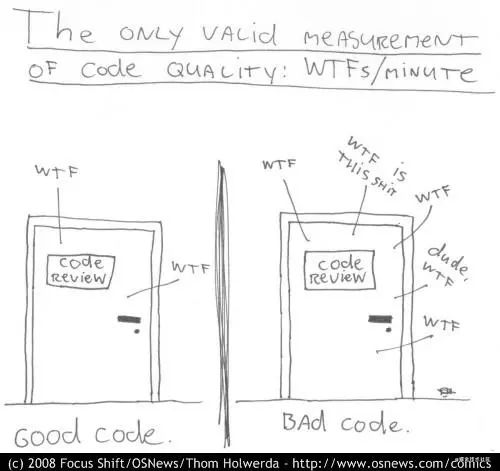 The ONLY VALID MEASUREMENT
OF Code QUALITY: WTFs/MINUTE
WTF
Code
REVIEW
WTF
GOOD CODE.
WTF
WTF IS
THIS SHIT
WTF
Code
REVIEW
dude,
WTF
WTF
BAD CODE.
(c) 2008 Focus Shift/OSNews/Thom Holwerda - http://www.osnews.com/comics